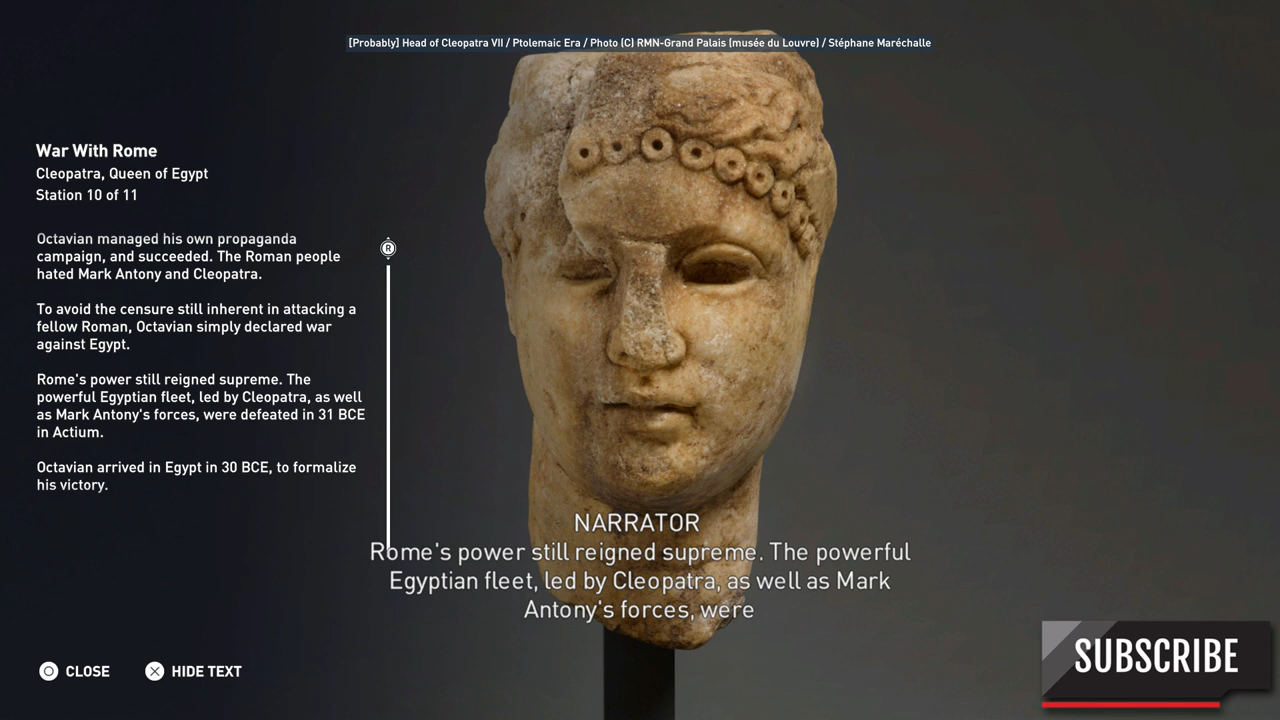 [Probably] Head of Cleopatra VII / Ptolemaic Era / Photo (C) RMN-Grand Palais (musée du Louvre) / Stéphane Maréchalle
War With Rome
Cleopatra, Queen of Egypt
Station 10 of 11
Octavian managed his own propaganda
campaign, and succeeded. The Roman people
hated Mark Antony and Cleopatra.
To avoid the censure still inherent in attacking a
fellow Roman, Octavian simply declared war
against Egypt.
Rome's power still reigned supreme. The
powerful Egyptian fleet, led by Cleopatra, as well
as Mark Antony's forces, were defeated in 31 BCE
in Actium.
Octavian arrived in Egypt in 30 BCE, to formalize
his victory.
R
NARRATOR
Rome's power still reigned supreme. The powerful
Egyptian fleet, led by Cleopatra, as well as Mark
Antony's forces, were
CLOSE
HIDE TEXT
SUBSCRIBE